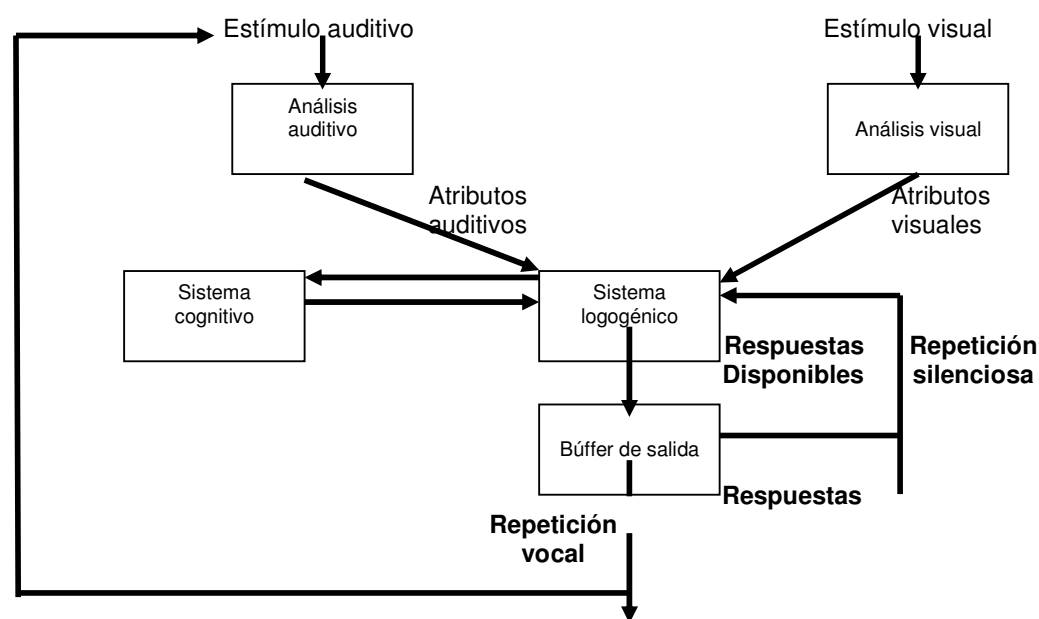 Estímulo auditivo
Estímulo visual
Análisis
auditivo
Análisis visual
Atributos
auditivos
Atributos
visuales
Sistema
cognitivo
Sistema
logogénico
Respuestas
Disponibles
Repetición
silenciosa
Búffer de salida
Respuestas
Repetición
vocal